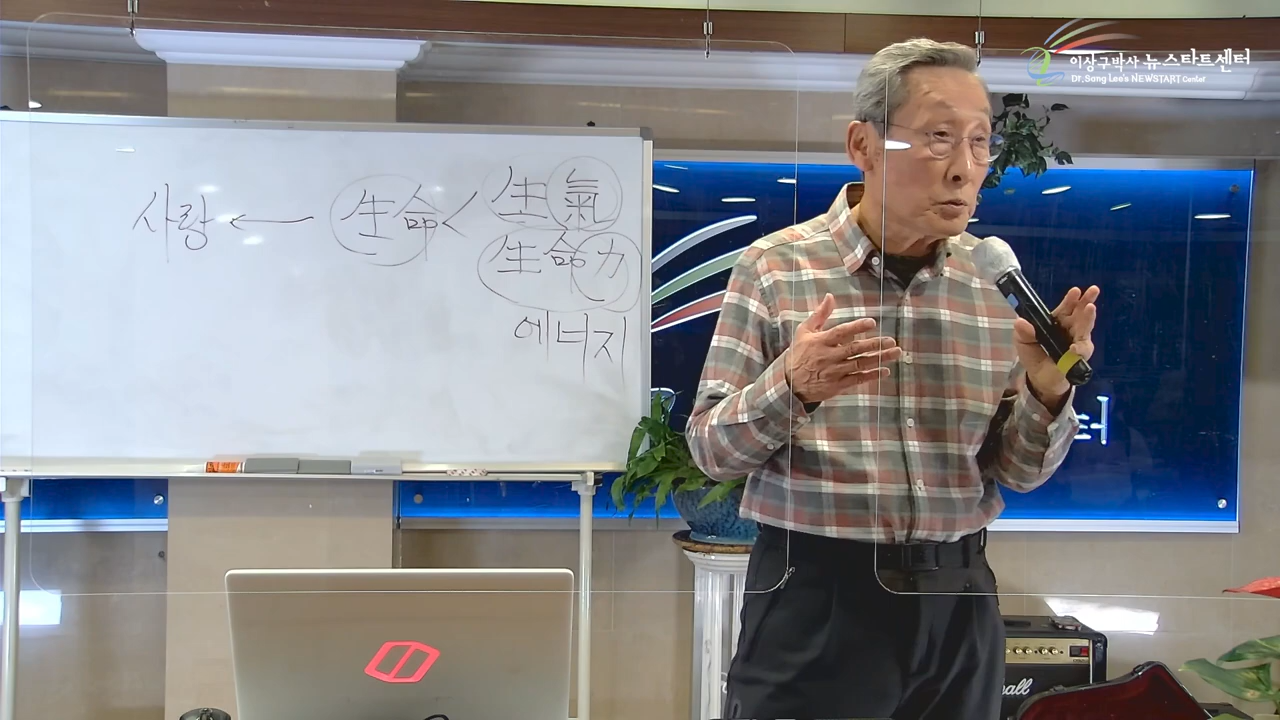 이상구박사 뉴스타트센터
Dr. Sang Lee's NEWSTART Center
사랑 ← 生命 < 生氣
生命力
에너지
터